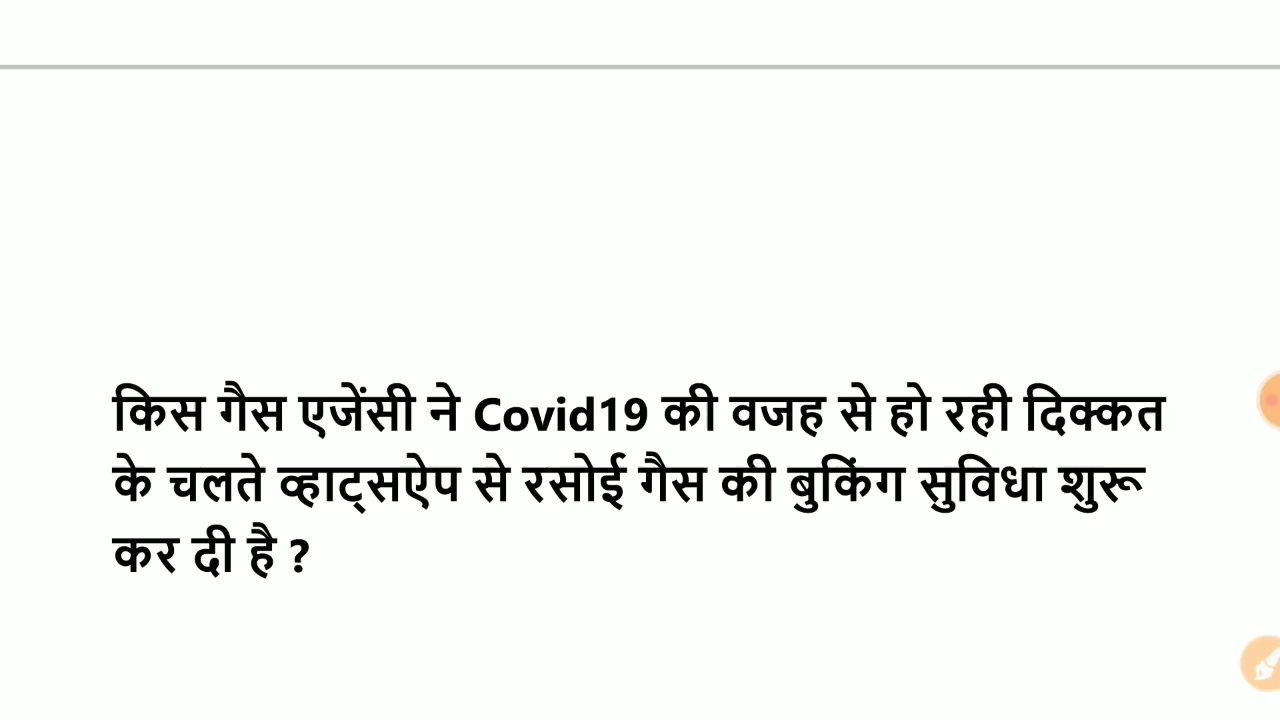 किस गैस एजेंसी ने Covid19 की वजह से हो रही दिक्कत
के चलते व्हाट्सऐप से रसोई गैस की बुकिंग सुविधा शुरू
कर दी है ?